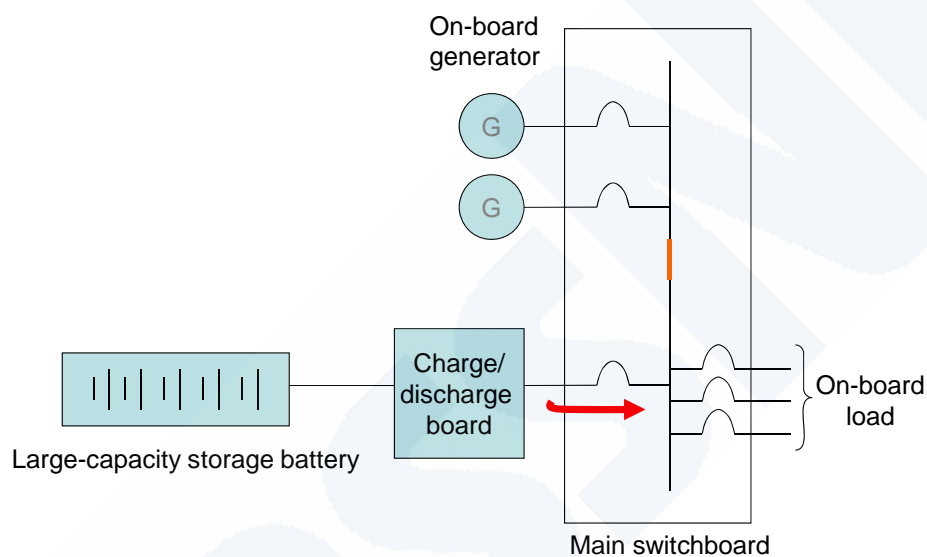 On-board
generator
G
G
Charge/
discharge
board
On-board
load
Large-capacity storage battery
Main switchboard